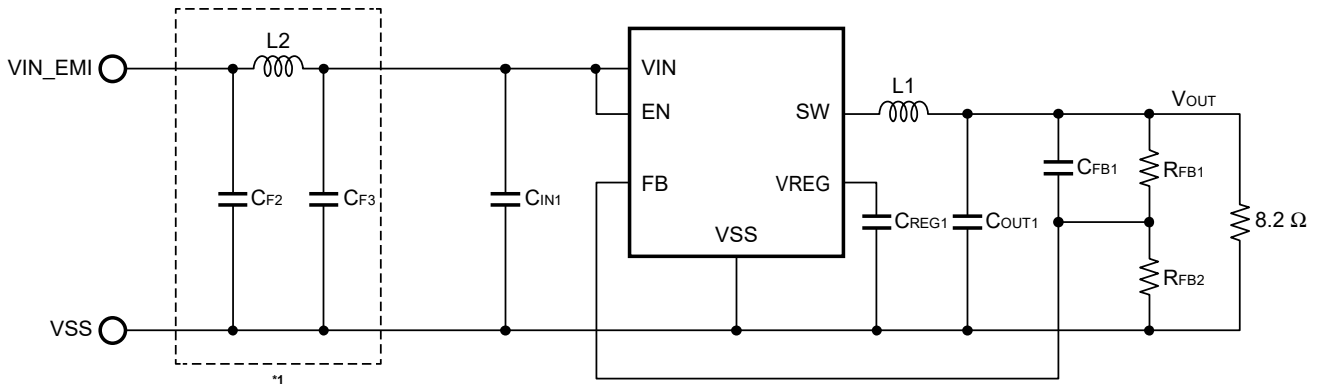 L2
VIN_EMI
VIN
EN
SW
L1
VOUT
FB
VREG
VSS
CF2
CF3
CIN1
CREG1
COUT1
CFB1
RFB1
RFB2
8.2 Ω
VSS
*1